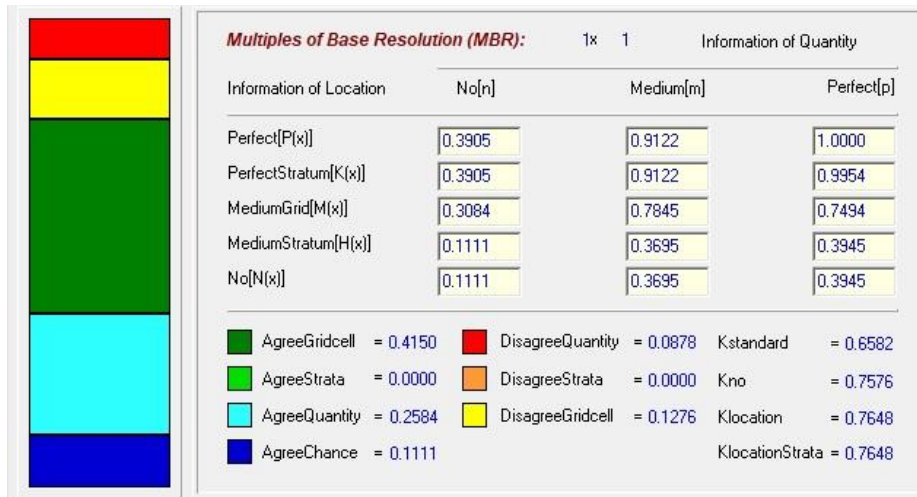 Multiples of Base Resolution (MBR): 1x 1 Information of Quantity
Information of Location No[n] Medium[m] Perfect[p]
Perfect[P(x)] 0.3905 0.9122 1.0000
PerfectStratum[K(x)] 0.3905 0.9122 0.9954
MediumGrid[M(x)] 0.3084 0.7845 0.7494
MediumStratum[H(x)] 0.1111 0.3695 0.3945
No[N(x)] 0.1111 0.3695 0.3945
AgreeGridcell = 0.4150 DisagreeQuantity = 0.0878 Kstandard = 0.6582
AgreeStrata = 0.0000 DisagreeStrata = 0.0000 Kno = 0.7576
AgreeQuantity = 0.2584 DisagreeGridcell = 0.1276 Klocation = 0.7648
AgreeChance = 0.1111 KlocationStrata = 0.7648